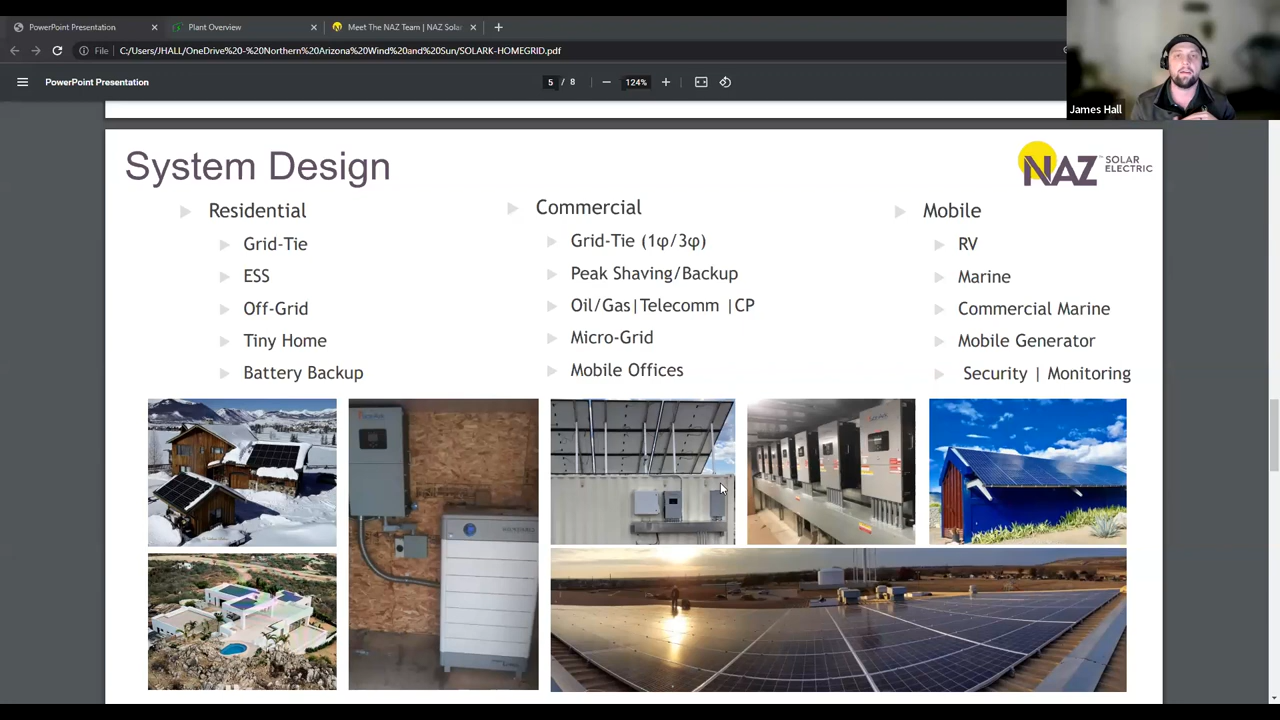 PowerPoint Presentation
Plant Overview
Meet The NAZ Team | NAZ Sola
File
C:/Users/JHALL/OneDrive%20-%20Northern%20Arizona%20Wind%20and%20Sun/SOLARK-HOMEGRID.pdf
PowerPoint Presentation
5 / 8
124%
James Hall
System Design
NAZ SOLAR ELECTRIC
Residential
Grid-Tie
ESS
Off-Grid
Tiny Home
Battery Backup
Commercial
Grid-Tie (1φ/3φ)
Peak Shaving/Backup
Oil/Gas|Telecomm |CP
Micro-Grid
Mobile Offices
Mobile
RV
Marine
Commercial Marine
Mobile Generator
Security | Monitoring